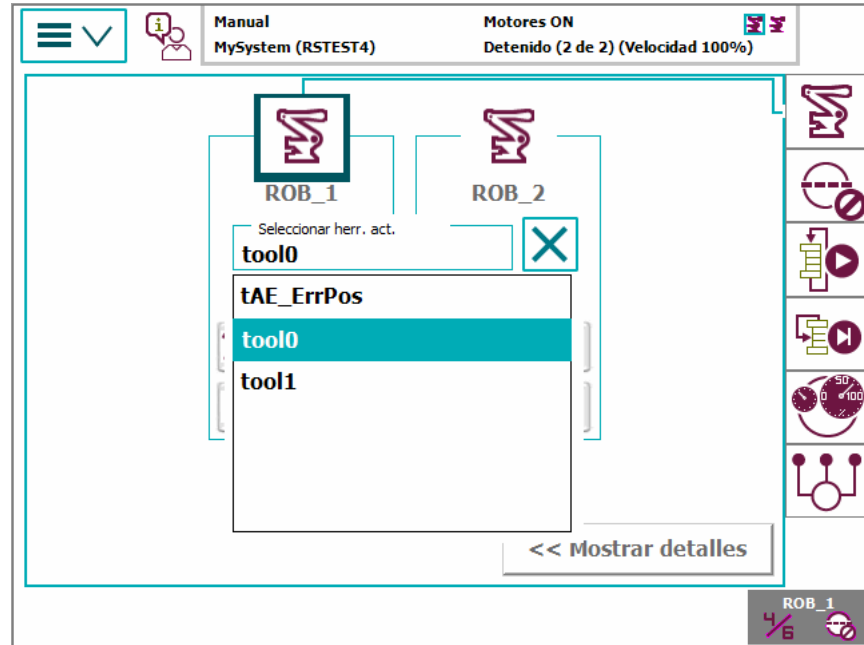 Manual
MySystem (RSTEST4)
Motores ON
Detenido (2 de 2) (Velocidad 100%)
ROB_1
ROB_2
Seleccionar herr. act.
tool0
tAE_ErrPos
tool0
tool1
<< Mostrar detalles
50
0
100
%
ROB_1
4/6